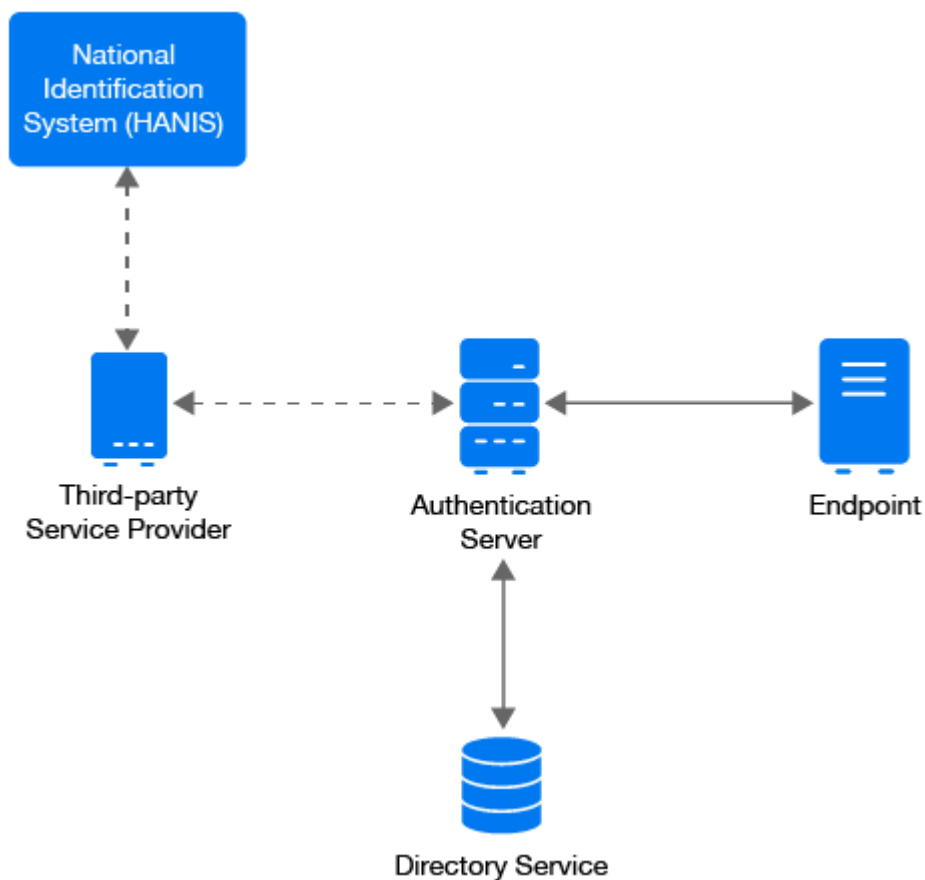 National
Identification
System (HANIS)
Third-party
Service Provider
Authentication
Server
Endpoint
Directory Service